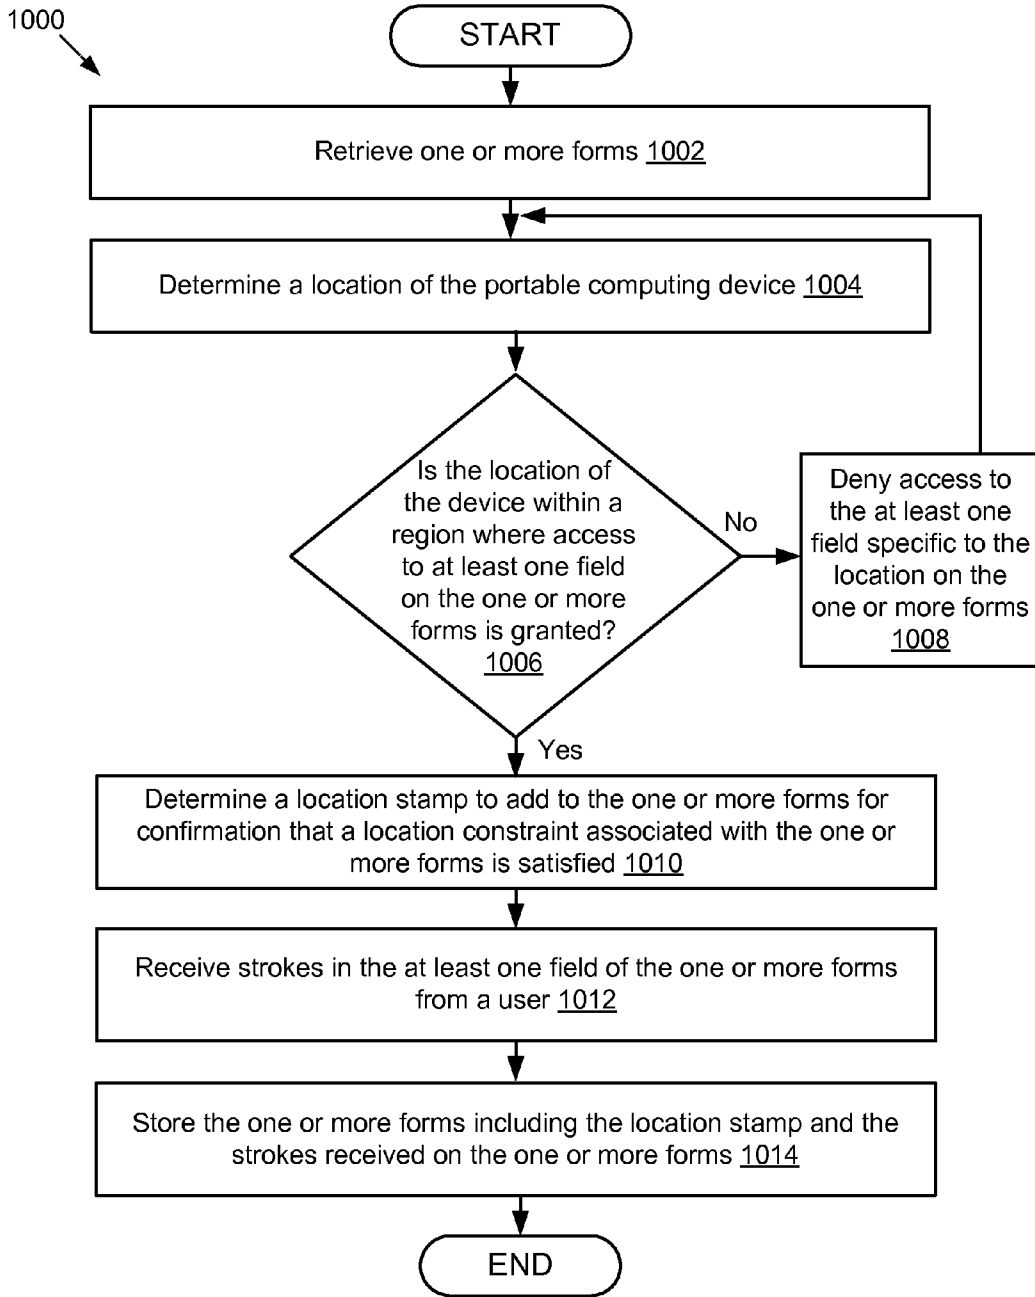 1000
START
Retrieve one or more forms 1002
Determine a location of the portable computing device 1004
Is the location of
the device within a
region where access
to at least one field
on the one or more
forms is granted?
1006
No
Deny access to
the at least one
field specific to the
location on the
one or more forms
1008
Yes
Determine a location stamp to add to the one or more forms for
confirmation that a location constraint associated with the one or
more forms is satisfied 1010
Receive strokes in the at least one field of the one or more forms
from a user 1012
Store the one or more forms including the location stamp and the
strokes received on the one or more forms 1014
END